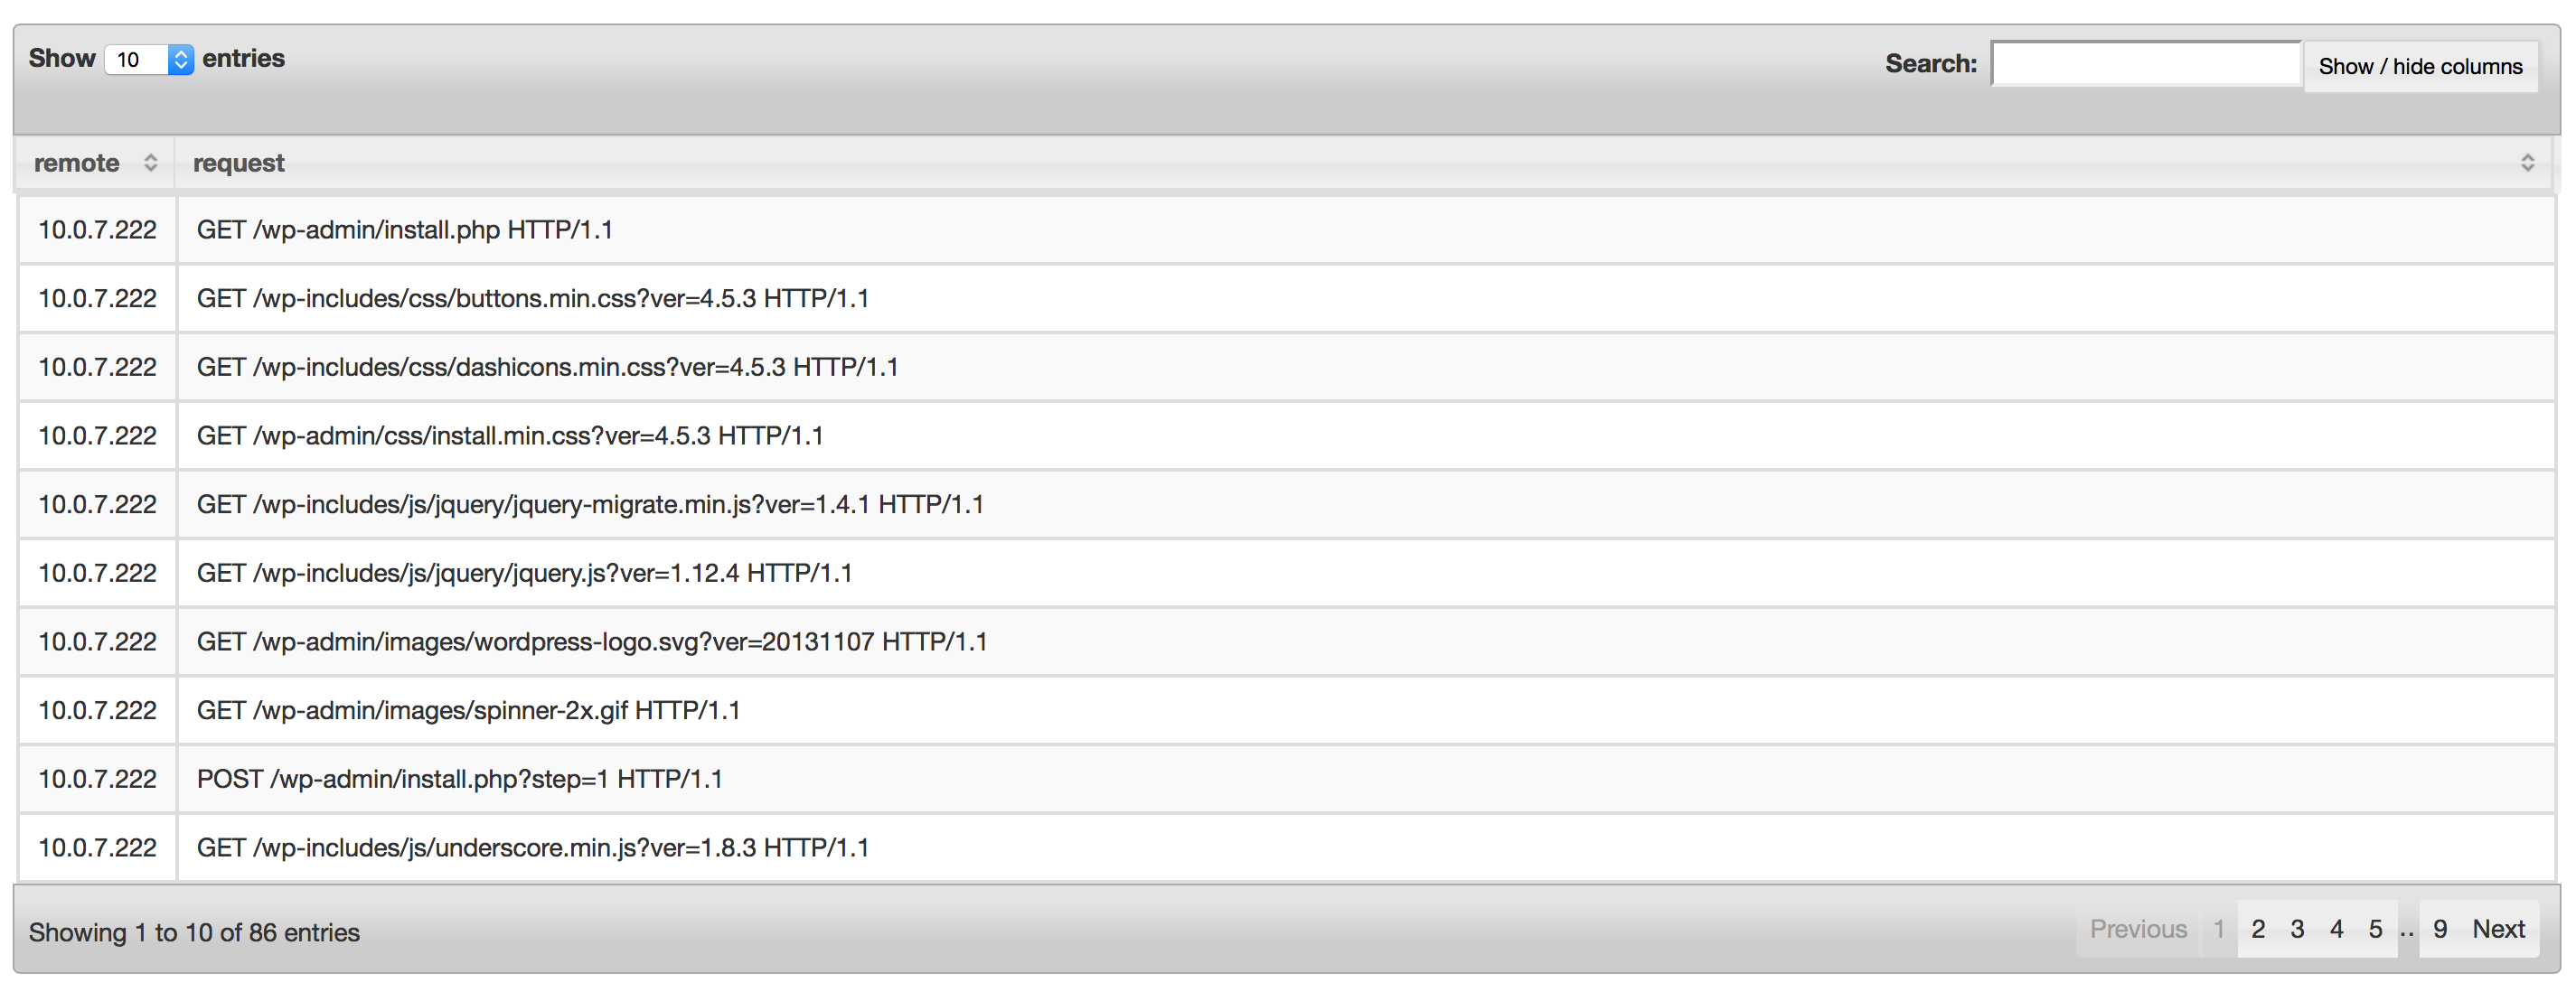 Show 10 entries Search: Show / hide columns
remote request
10.0.7.222 GET /wp-admin/install.php HTTP/1.1
10.0.7.222 GET /wp-includes/css/buttons.min.css?ver=4.5.3 HTTP/1.1
10.0.7.222 GET /wp-includes/css/dashicons.min.css?ver=4.5.3 HTTP/1.1
10.0.7.222 GET /wp-admin/css/install.min.css?ver=4.5.3 HTTP/1.1
10.0.7.222 GET /wp-includes/js/jquery/jquery-migrate.min.js?ver=1.4.1 HTTP/1.1
10.0.7.222 GET /wp-includes/js/jquery/jquery.js?ver=1.12.4 HTTP/1.1
10.0.7.222 GET /wp-admin/images/wordpress-logo.svg?ver=20131107 HTTP/1.1
10.0.7.222 GET /wp-admin/images/spinner-2x.gif HTTP/1.1
10.0.7.222 POST /wp-admin/install.php?step=1 HTTP/1.1
10.0.7.222 GET /wp-includes/js/underscore.min.js?ver=1.8.3 HTTP/1.1
Showing 1 to 10 of 86 entries Previous 1 2 3 4 5 .. 9 Next